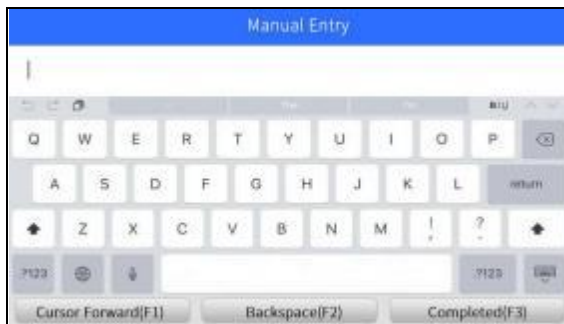 Manual Entry
B I U
Q W E R T Y U I O P
A S D F G H J K L return
Z X C V B N M ! , ? .
?123 ?123
Cursor Forward(F1) Backspace(F2) Completed(F3)